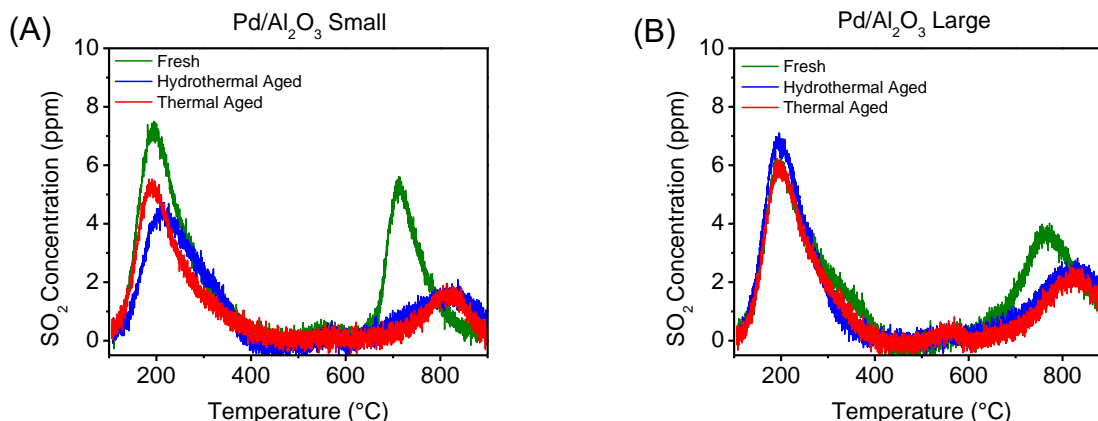 (A)
Pd/Al₂O₃ Small
10
8
6
4
2
0
SO₂ Concentration (ppm)
Fresh
Hydrothermal Aged
Thermal Aged
200 400 600 800
Temperature (°C)
(B)
Pd/Al₂O₃ Large
10
8
6
4
2
0
SO₂ Concentration (ppm)
Fresh
Hydrothermal Aged
Thermal Aged
200 400 600 800
Temperature (°C)